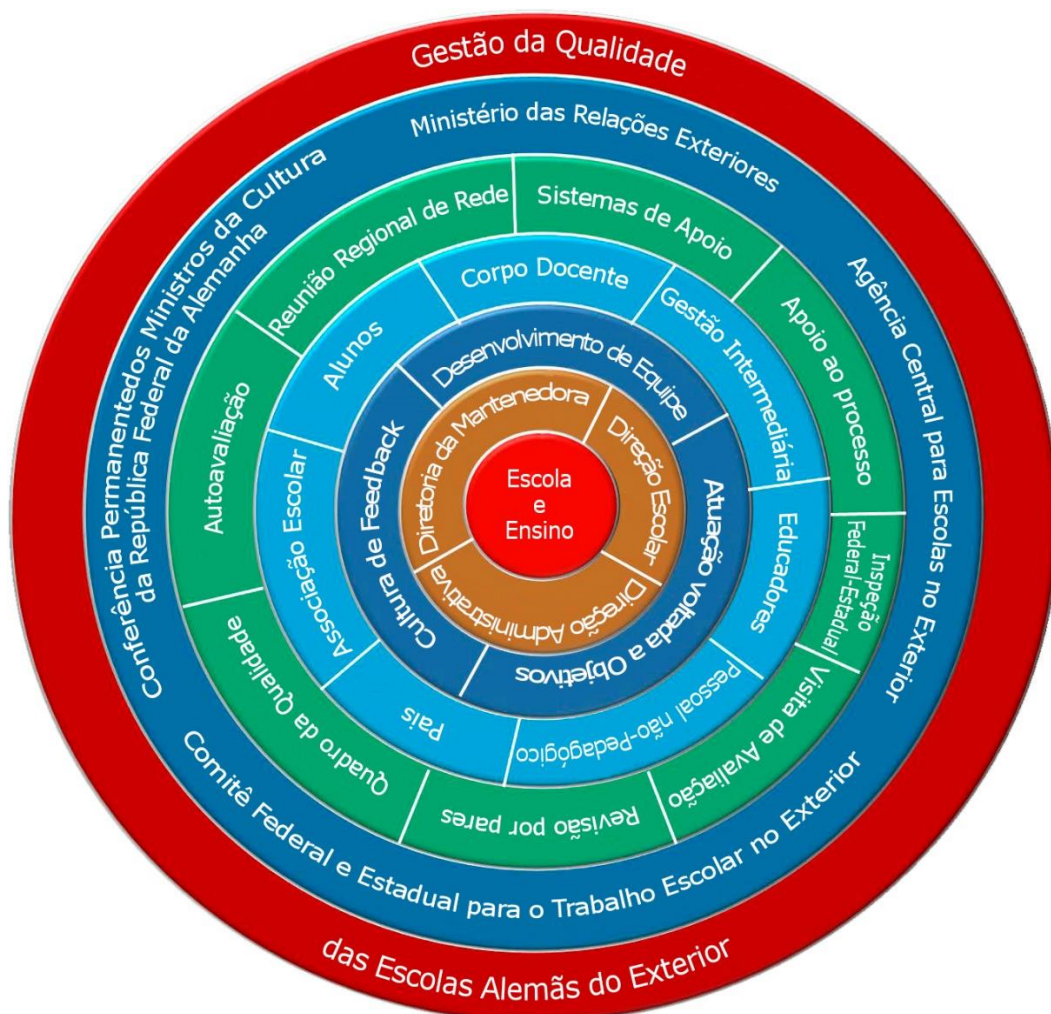 Gestão da Qualidade
das Escolas Alemãs do Exterior
Ministério das Relações Exteriores
Agência Central para Escolas no Exterior
Comitê Federal e Estadual para o Trabalho Escolar no Exterior
Conferência Permanentedos Ministros da Cultura
da República Federal da Alemanha
Sistemas de Apoio
Apoio ao processo
Inspeção
Federal-Estadual
Visita de Avaliação
Revisão por pares
Quadro da Qualidade
Autoavaliação
Reunião Regional de Rede
Corpo Docente
Gestão Intermediária
Educadores
Pessoal não-Pedagógico
Pais
Associação Escolar
Alunos
Desenvolvimento de Equipe
Atuação voltada a Objetivos
Cultura de Feedback
Diretoria da Mantenedora
Direção Escolar
Direção Administrativa
Escola
e
Ensino